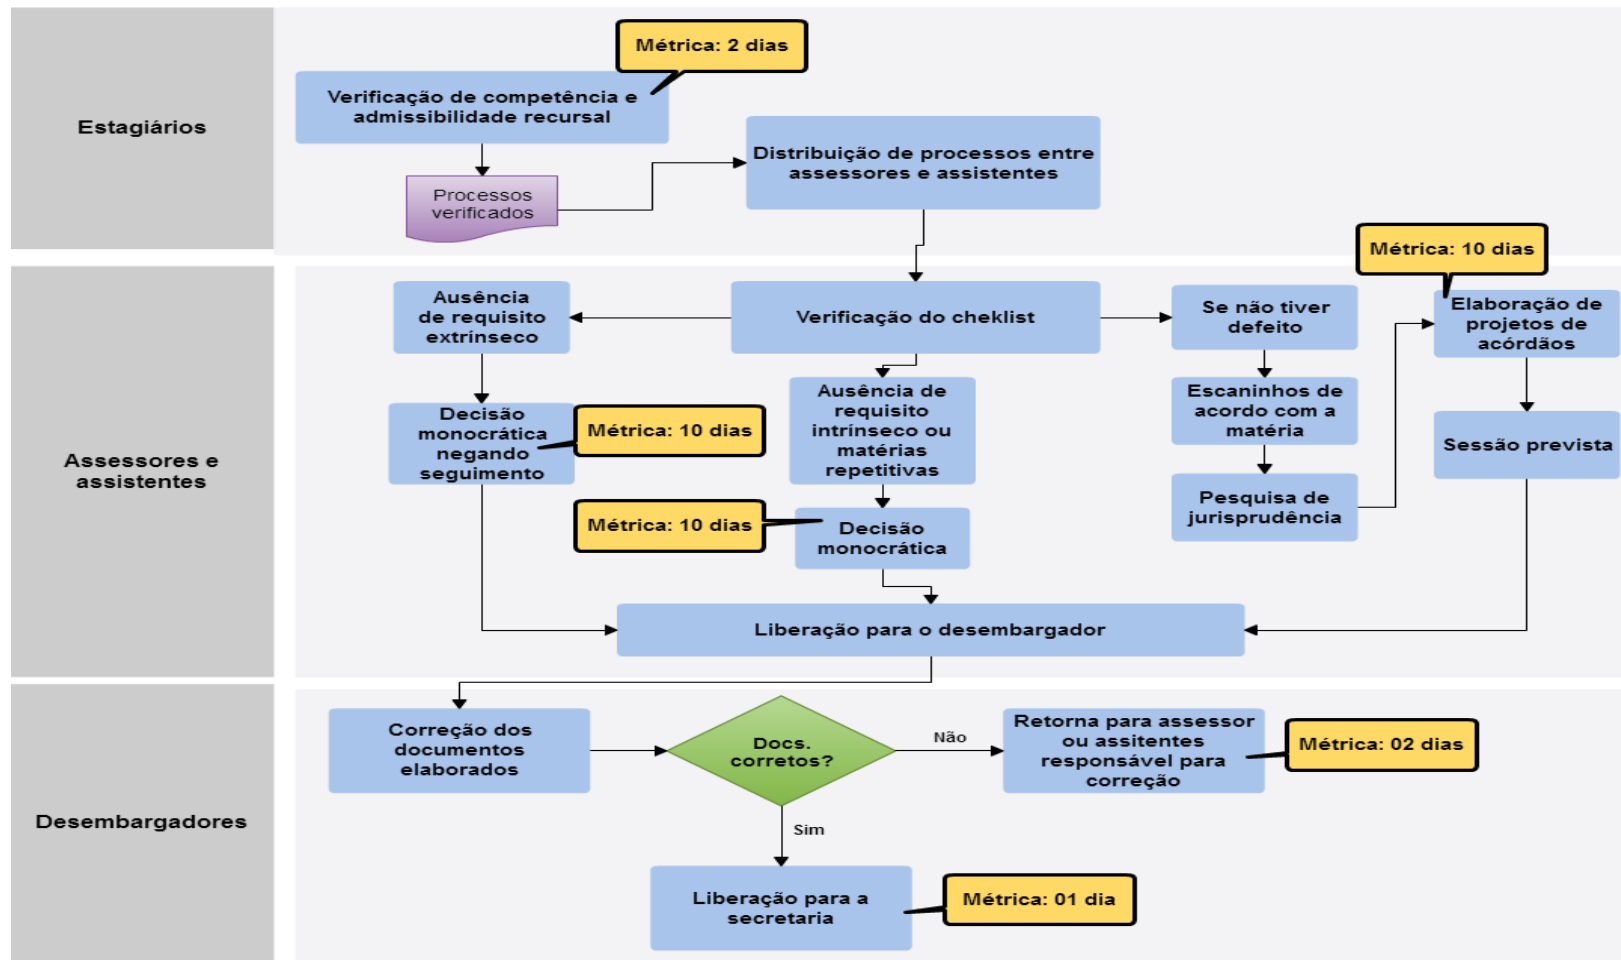 Estagiários
Métrica: 2 dias
Verificação de competência e
admissibilidade recursal
Processos
verificados
Distribuição de processos entre
assessores e assistentes
Assessores e
assistentes
Métrica: 10 dias
Ausência
de requisito
extrínseco
Verificação do cheklist
Se não tiver
defeito
Elaboração de
projetos de
acórdãos
Decisão
monocrática
negando
seguimento
Métrica: 10 dias
Ausência de
requisito
intrínseco ou
matérias
repetitivas
Escaninhos de
acordo com a
matéria
Sessão prevista
Métrica: 10 dias
Decisão
monocrática
Pesquisa de
jurisprudência
Liberação para o desembargador
Desembargadores
Correção dos
documentos
elaborados
Docs.
corretos?
Não
Retorna para assessor
ou assitentes
responsável para
correção
Métrica: 02 dias
Sim
Liberação para a
secretaria
Métrica: 01 dia